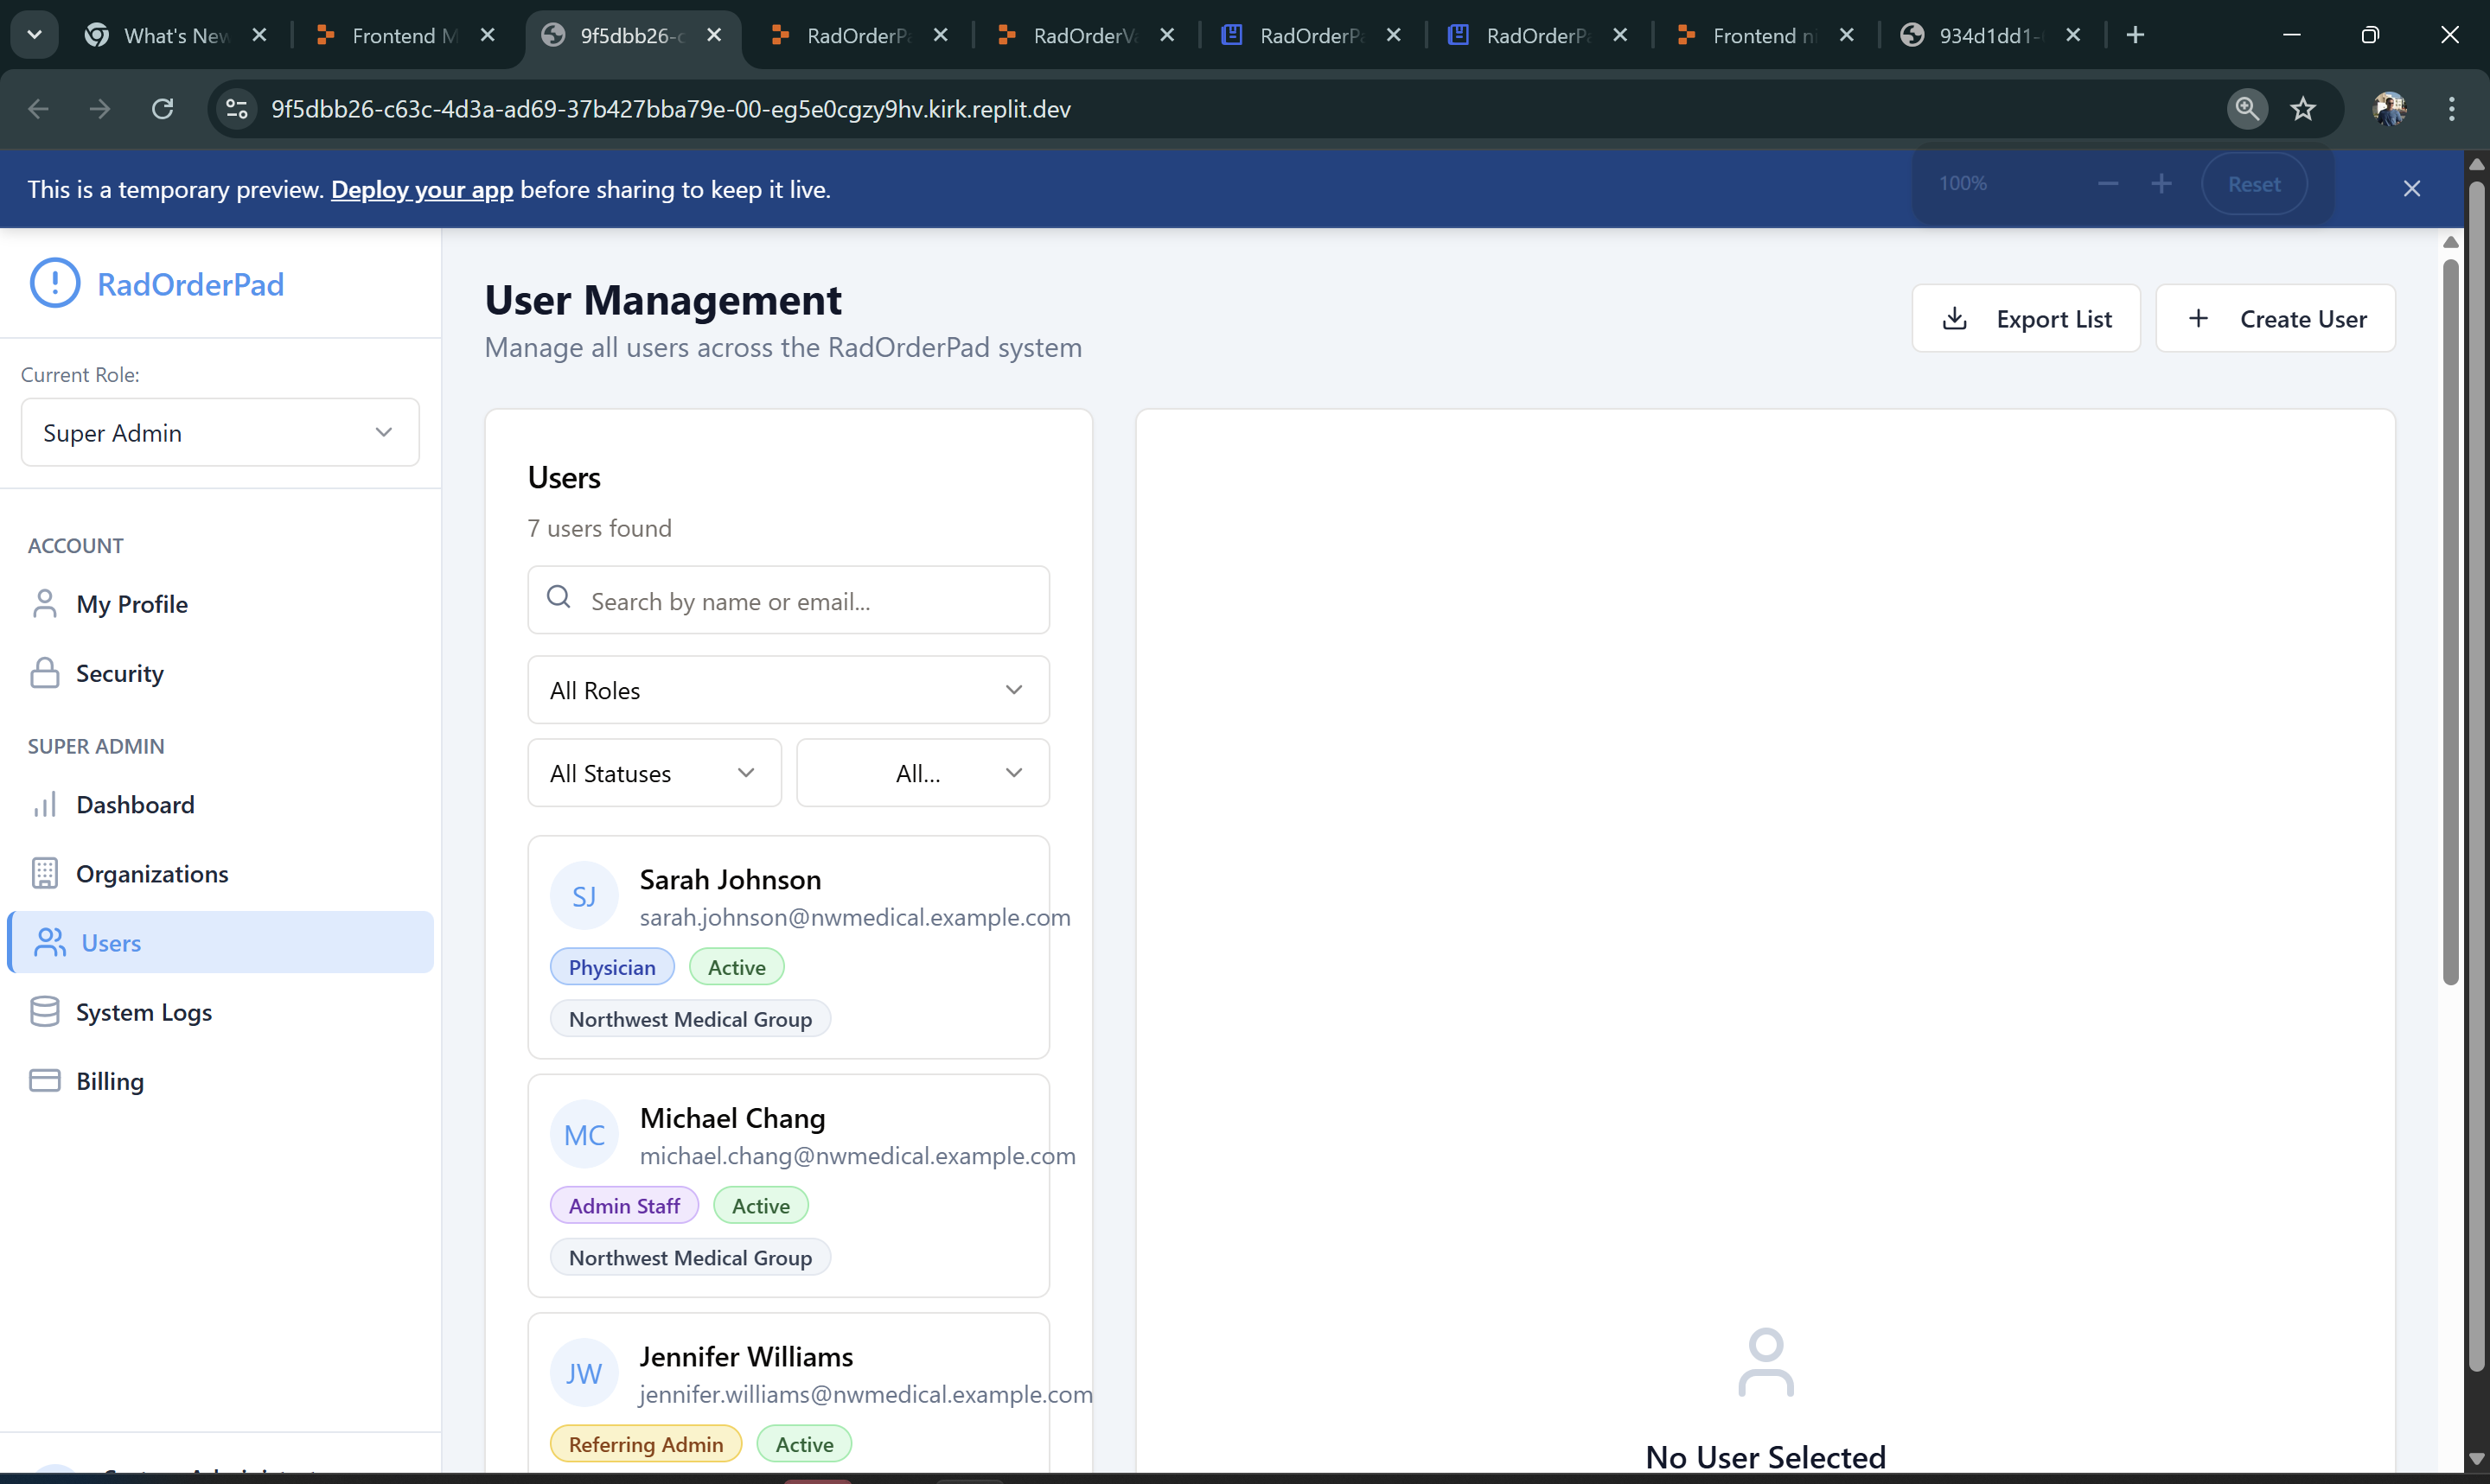 What's New
Frontend M
9f5dbb26-c
RadOrderPa
RadOrderVa
RadOrderPa
RadOrderPa
Frontend n
934d1dd1-
9f5dbb26-c63c-4d3a-ad69-37b427bba79e-00-eg5e0cgzy9hv.kirk.replit.dev
This is a temporary preview. Deploy your app before sharing to keep it live.
100%
Reset
RadOrderPad
Current Role:
Super Admin
ACCOUNT
My Profile
Security
SUPER ADMIN
Dashboard
Organizations
Users
System Logs
Billing
User Management
Manage all users across the RadOrderPad system
Export List
Create User
Users
7 users found
Search by name or email...
All Roles
All Statuses
All...
SJ
Sarah Johnson
sarah.johnson@nwmedical.example.com
Physician
Active
Northwest Medical Group
MC
Michael Chang
michael.chang@nwmedical.example.com
Admin Staff
Active
Northwest Medical Group
JW
Jennifer Williams
jennifer.williams@nwmedical.example.com
Referring Admin
Active
No User Selected